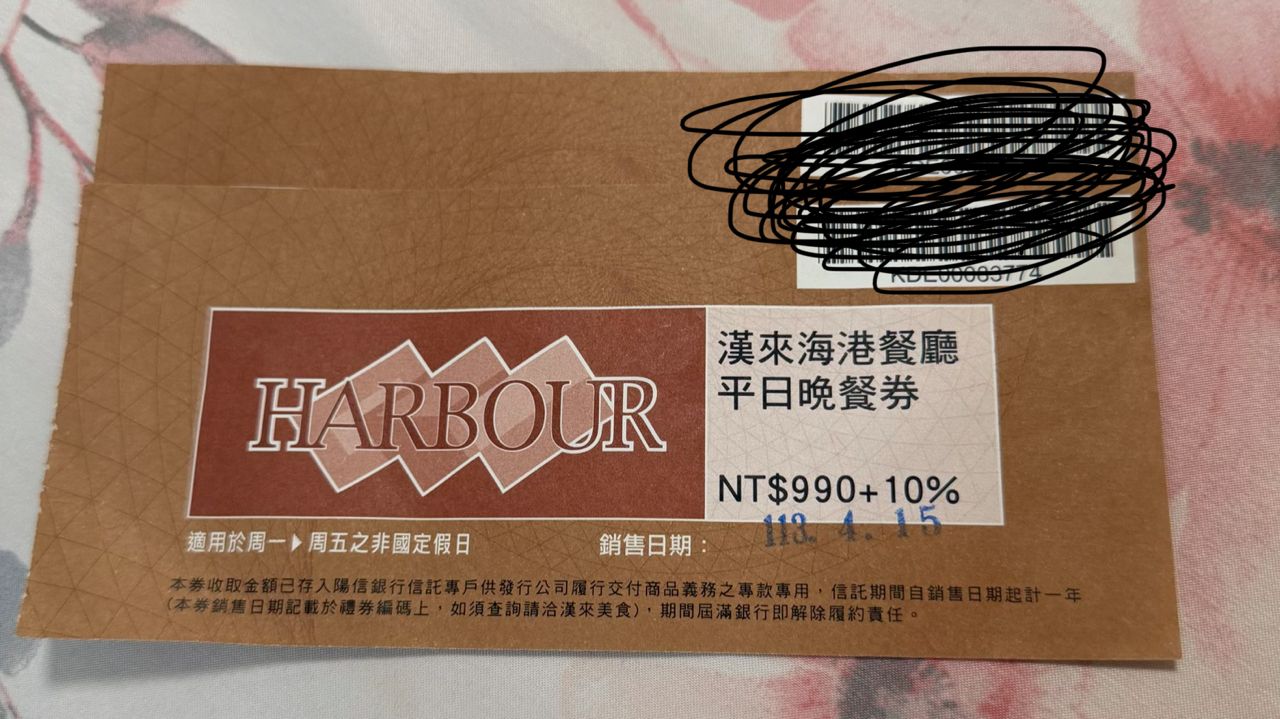 HARBOUR
漢來海港餐廳
平日晚餐券
NT$990+10%
適用於周一▶周五之非國定假日
銷售日期：
113. 4. 15
本券收取金額已存入陽信銀行信託專戶供發行公司履行交付商品義務之專款專用，信託期間自銷售日期起計一年
(本券銷售日期記載於禮券編碼上，如須查詢請洽漢來美食)，期間屆滿銀行即解除履約責任。